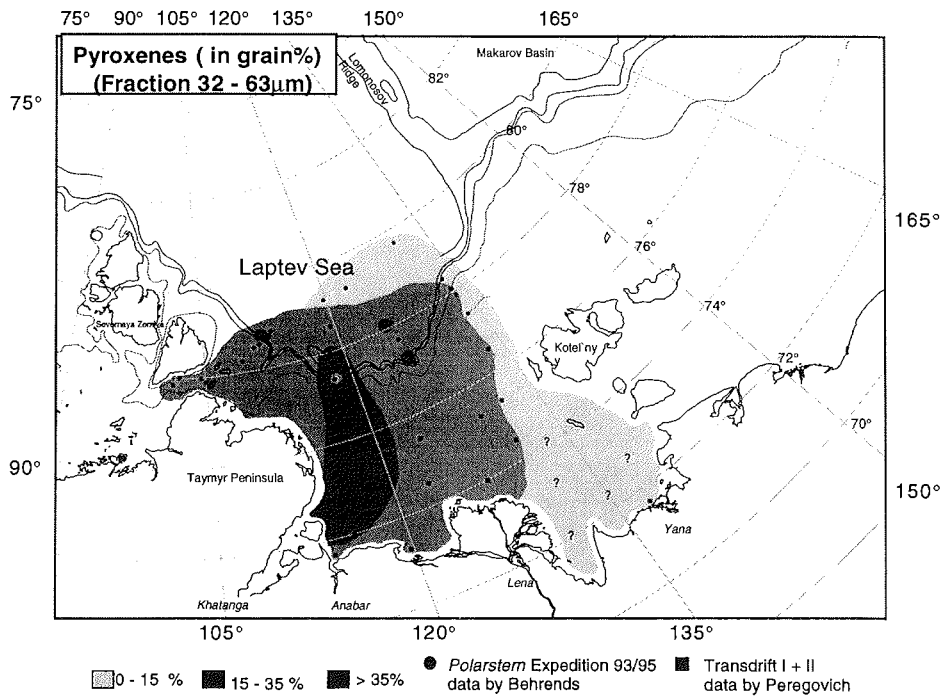 75° 90° 105° 120° 135° 150° 165°
Pyroxenes ( in grain%)
(Fraction 32 - 63µm)
Lomonosov
Ridge
Makarov Basin
82°
75°
80°
78°
165°
76°
Laptev Sea
74°
Severnaya Zemlya
Kotel`ny
y
72°
70°
90°
Taymyr Peninsula
?
?
?
?
?
150°
Yana
Lena
Khatanga
Anabar
105° 120° 135°
0 - 15 %
15 - 35 %
> 35%
Polarstern Expedition 93/95
data by Behrends
Transdrift I + II
data by Peregovich